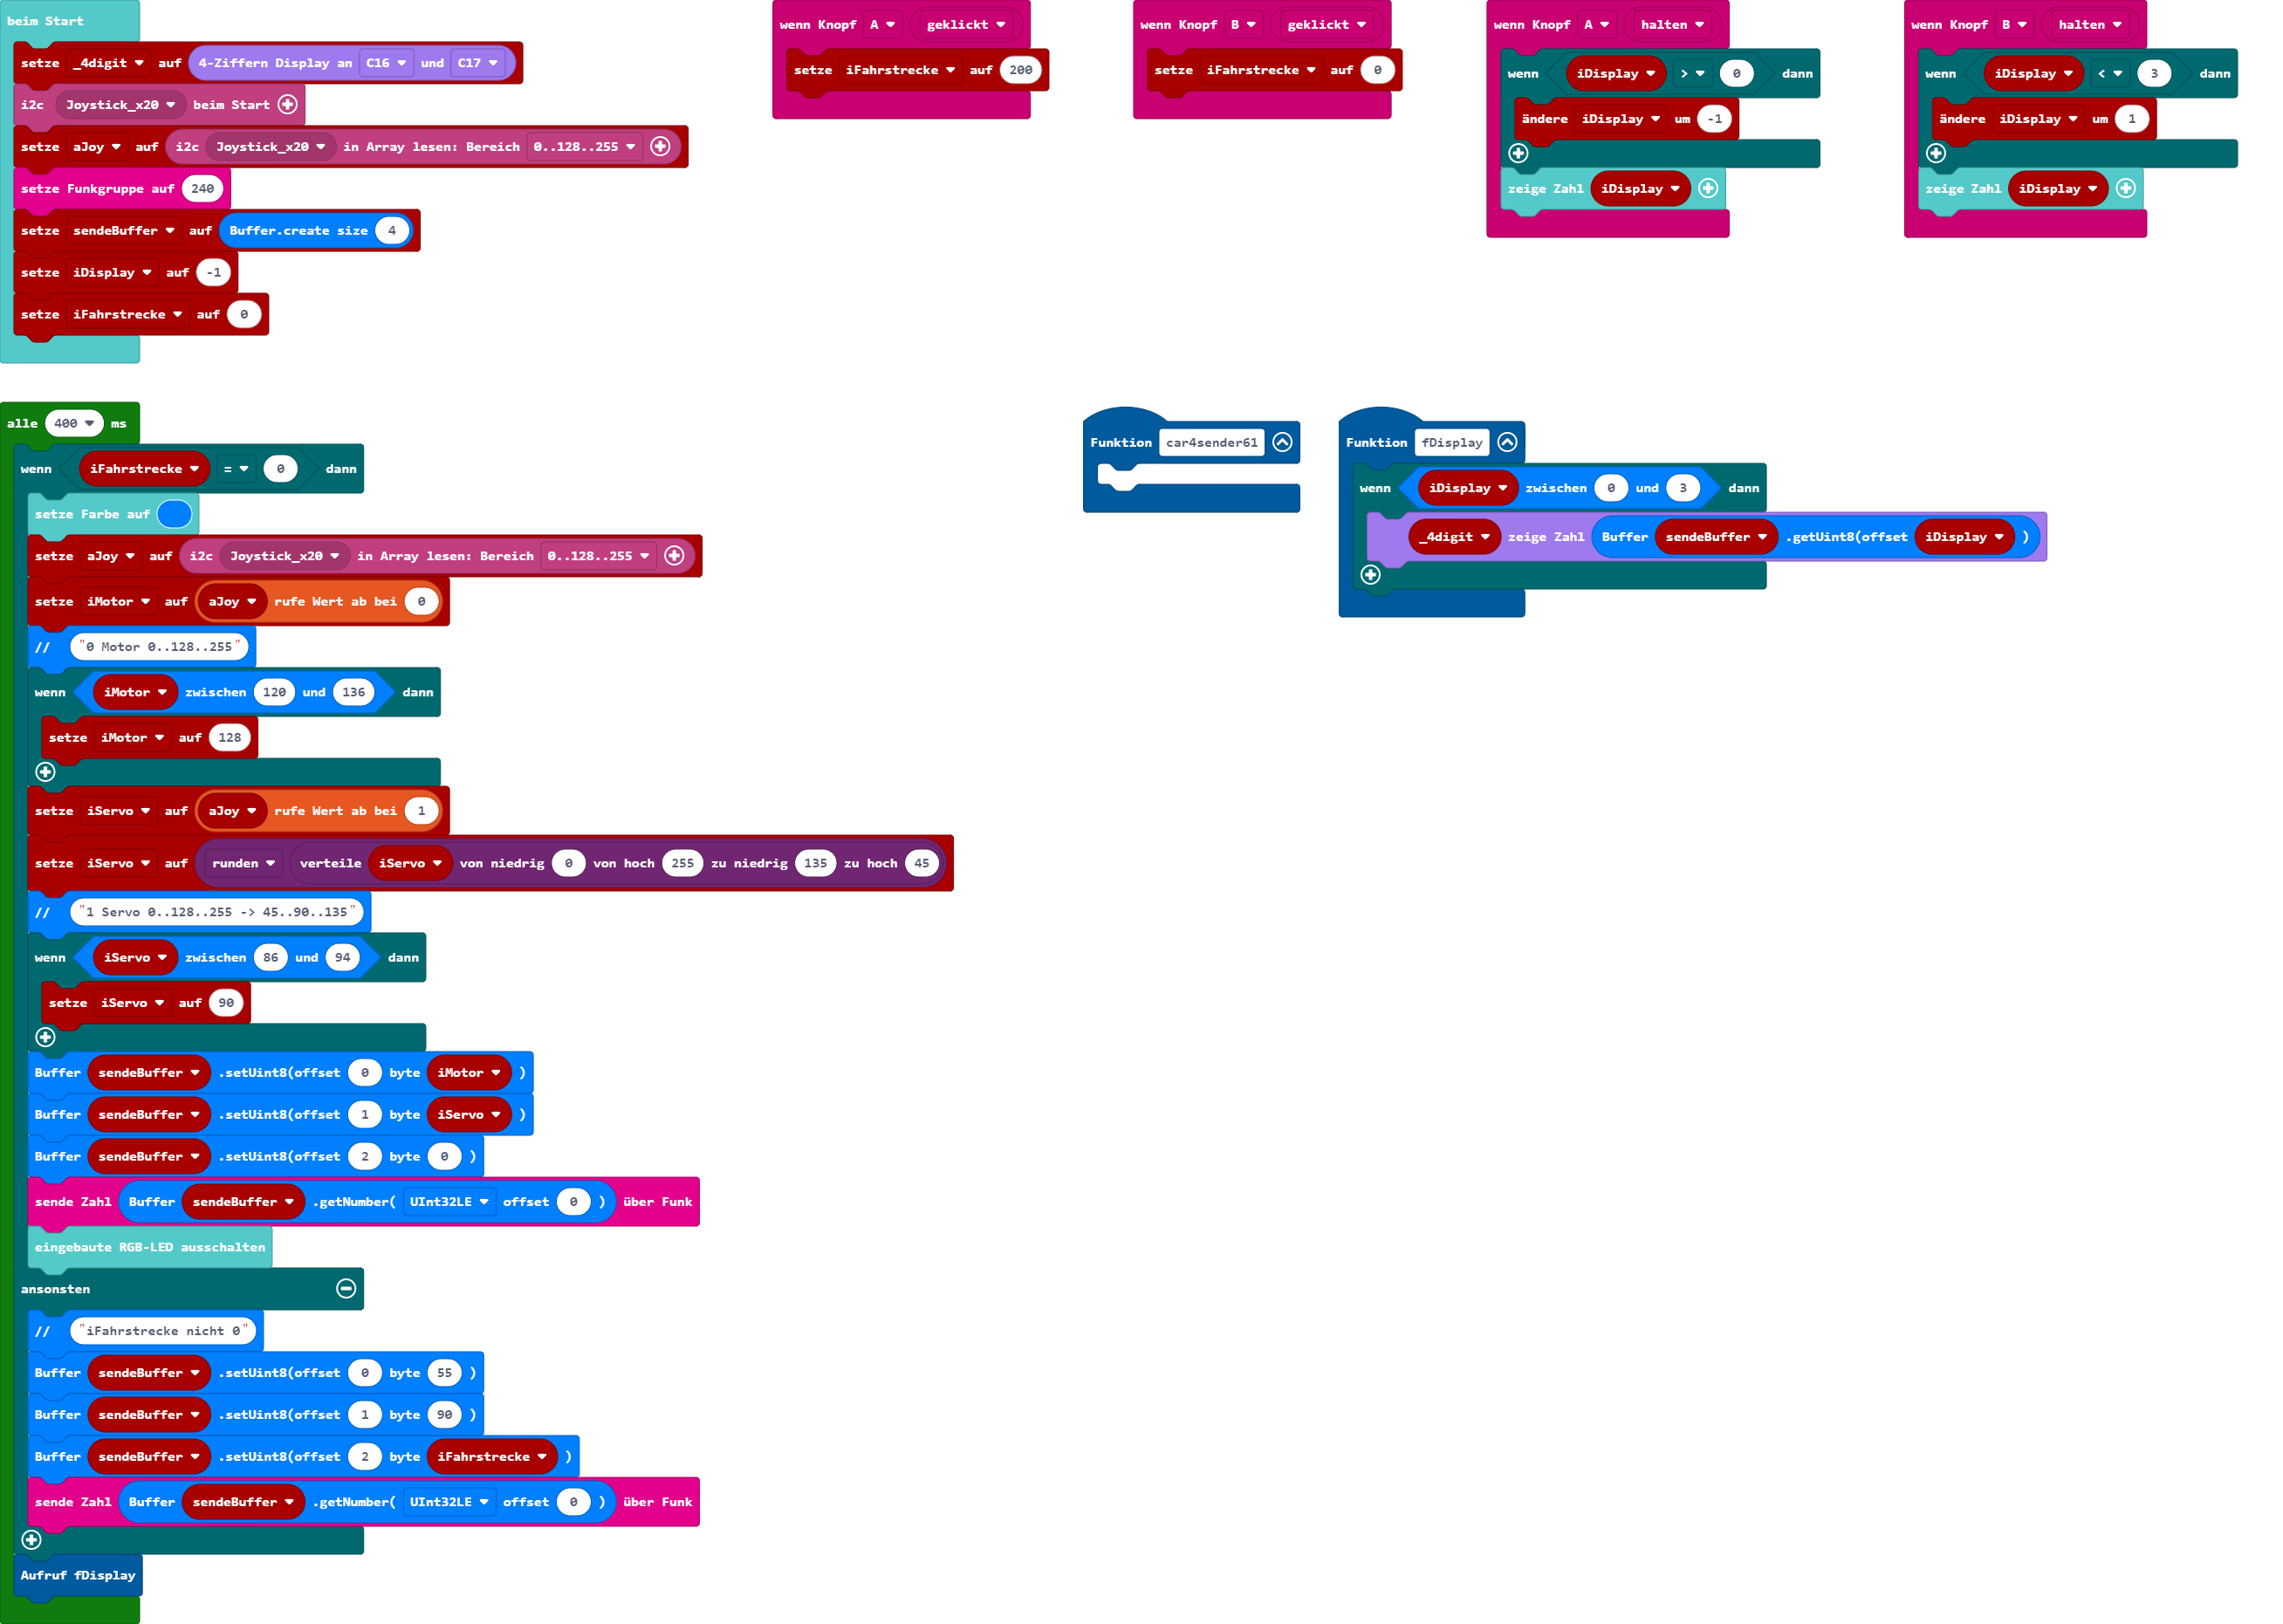 beim Start
setze _4digit auf 4-Ziffern Display an C16 und C17
i2c Joystick_x20 beim Start
setze aJoy auf i2c Joystick_x20 in Array lesen: Bereich 0..128..255
setze Funkgruppe auf 240
setze sendeBuffer auf Buffer.create size 4
setze iDisplay auf -1
setze iFahrstrecke auf 0
wenn Knopf A geklickt
setze iFahrstrecke auf 200
wenn Knopf B geklickt
setze iFahrstrecke auf 0
wenn Knopf A halten
wenn iDisplay > 0 dann
ändere iDisplay um -1
zeige Zahl iDisplay
wenn Knopf B halten
wenn iDisplay < 3 dann
ändere iDisplay um 1
zeige Zahl iDisplay
alle 400 ms
wenn iFahrstrecke = 0 dann
setze Farbe auf
setze aJoy auf i2c Joystick_x20 in Array lesen: Bereich 0..128..255
setze iMotor auf aJoy rufe Wert ab bei 0
// "0 Motor 0..128..255"
wenn iMotor zwischen 120 und 136 dann
setze iMotor auf 128
setze iServo auf aJoy rufe Wert ab bei 1
setze iServo auf runden verteile iServo von niedrig 0 von hoch 255 zu niedrig 135 zu hoch 45
// "1 Servo 0..128..255 -> 45..90..135"
wenn iServo zwischen 86 und 94 dann
setze iServo auf 90
Buffer sendeBuffer .setUint8(offset 0 byte iMotor )
Buffer sendeBuffer .setUint8(offset 1 byte iServo )
Buffer sendeBuffer .setUint8(offset 2 byte 0 )
sende Zahl Buffer sendeBuffer .getNumber( UInt32LE offset 0 ) über Funk
eingebaute RGB-LED ausschalten
ansonsten
// "iFahrstrecke nicht 0"
Buffer sendeBuffer .setUint8(offset 0 byte 55 )
Buffer sendeBuffer .setUint8(offset 1 byte 90 )
Buffer sendeBuffer .setUint8(offset 2 byte iFahrstrecke )
sende Zahl Buffer sendeBuffer .getNumber( UInt32LE offset 0 ) über Funk
Aufruf fDisplay
Funktion car4sender61
Funktion fDisplay
wenn iDisplay zwischen 0 und 3 dann
_4digit zeige Zahl Buffer sendeBuffer .getUint8(offset iDisplay )